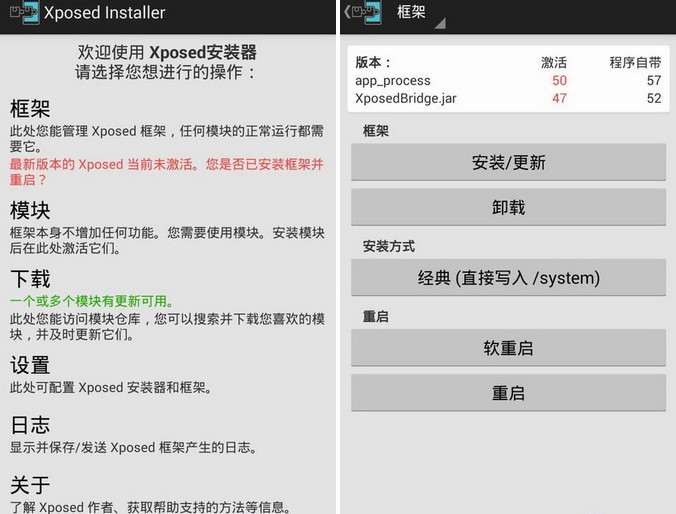 Xposed Installer
欢迎使用 Xposed安装器
请选择您想进行的操作：
框架
此处您能管理 Xposed 框架，任何模块的正常运行都需
要它。
最新版本的 Xposed 当前未激活。您是否已安装框架并
重启？
模块
框架本身不增加任何功能。您需要使用模块。安装模块
后在此处激活它们。
下载
一个或多个模块有更新可用。
此处您能访问模块仓库，您可以搜索并下载您喜欢的模
块，并及时更新它们。
设置
此处可配置 Xposed 安装器和框架。
日志
显示并保存/发送 Xposed 框架产生的日志。
关于
了解 Xposed 作者、获取帮助支持的方法等信息。
框架
版本： 激活 程序自带
app_process 50 57
XposedBridge.jar 47 52
框架
安装/更新
卸载
安装方式
经典 (直接写入 /system)
重启
软重启
重启